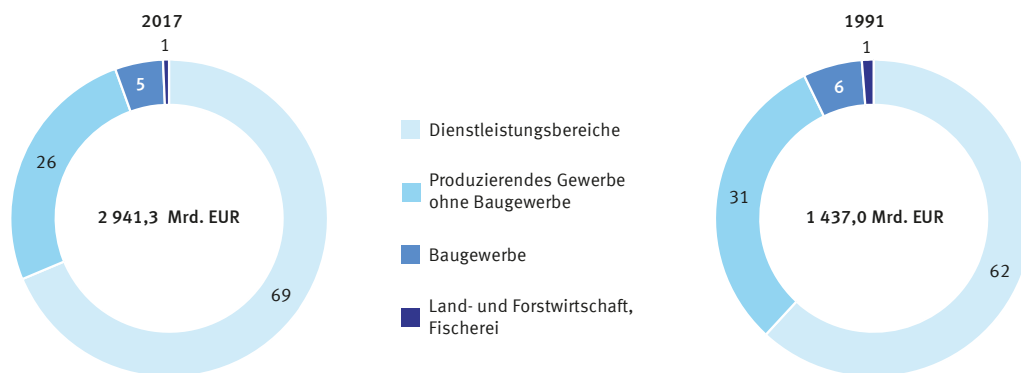 2017
1
5
26
2 941,3 Mrd. EUR
69
Dienstleistungsbereiche
Produzierendes Gewerbe
ohne Baugewerbe
Baugewerbe
Land- und Forstwirtschaft,
Fischerei
1991
1
6
31
1 437,0 Mrd. EUR
62